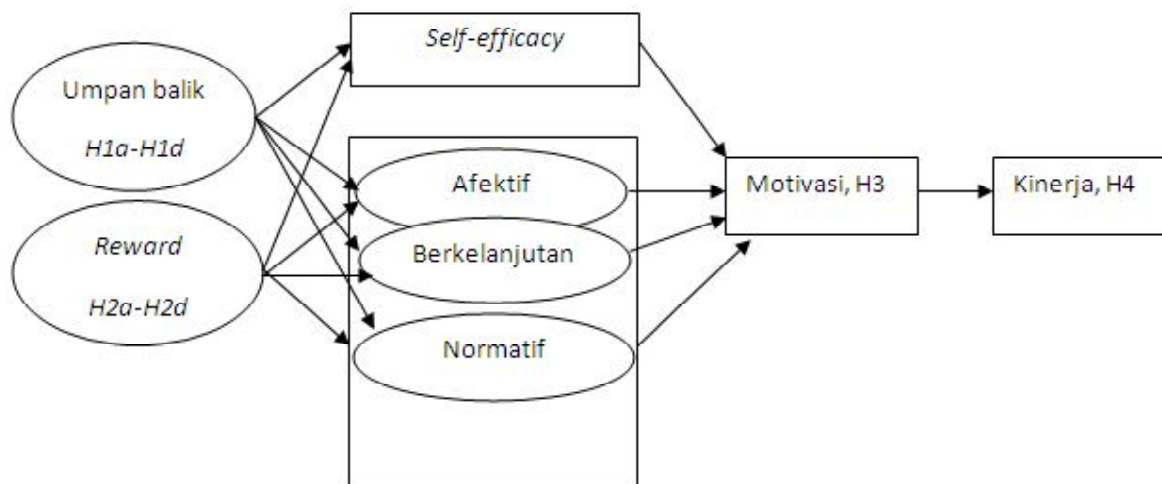 Self-efficacy
Umpan balik
H1a-H1d
Reward
H2a-H2d
Afektif
Berkelanjutan
Normatif
Motivasi, H3
Kinerja, H4